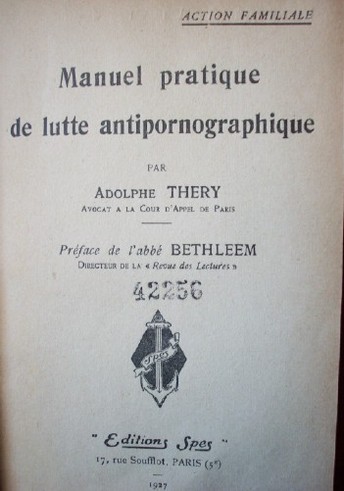 ACTION FAMILIALE
Manuel pratique
de lutte antipornographique
PAR
ADOLPHE THERY
AVOCAT A LA COUR D'APPEL DE PARIS
Préface de l'abbé BETHLEEM
DIRECTEUR DE LA « Revue des Lectures »
42256
Spes
" Editions Spes "
17, rue Soufflot, PARIS (5e)
1927